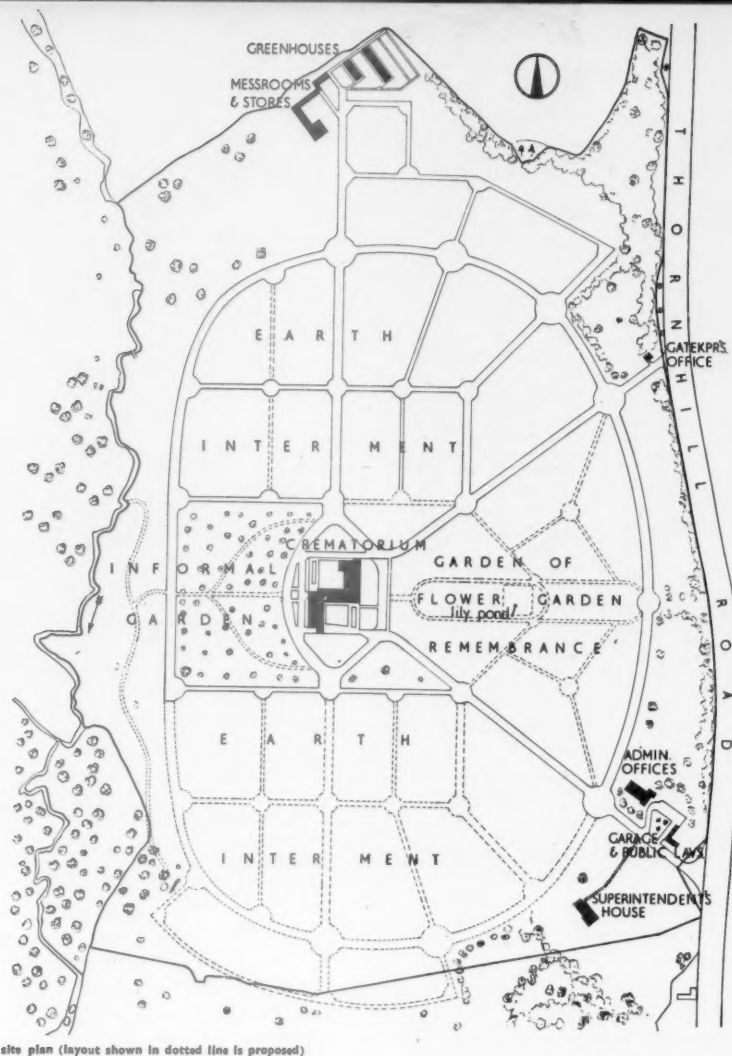 GREENHOUSES
MESSROOMS
& STORES
THORNHILL ROAD
GATEKPR'S.
OFFICE
EARTH
INTERMENT
CREMATORIUM
INFORMAL
GARDEN
GARDEN OF
FLOWER GARDEN
lily pond
REMEMBRANCE
EARTH
INTERMENT
ADMIN.
OFFICES
GARAGE
& PUBLIC LAVS.
SUPERINTENDENT'S
HOUSE
site plan (layout shown in dotted line is proposed)